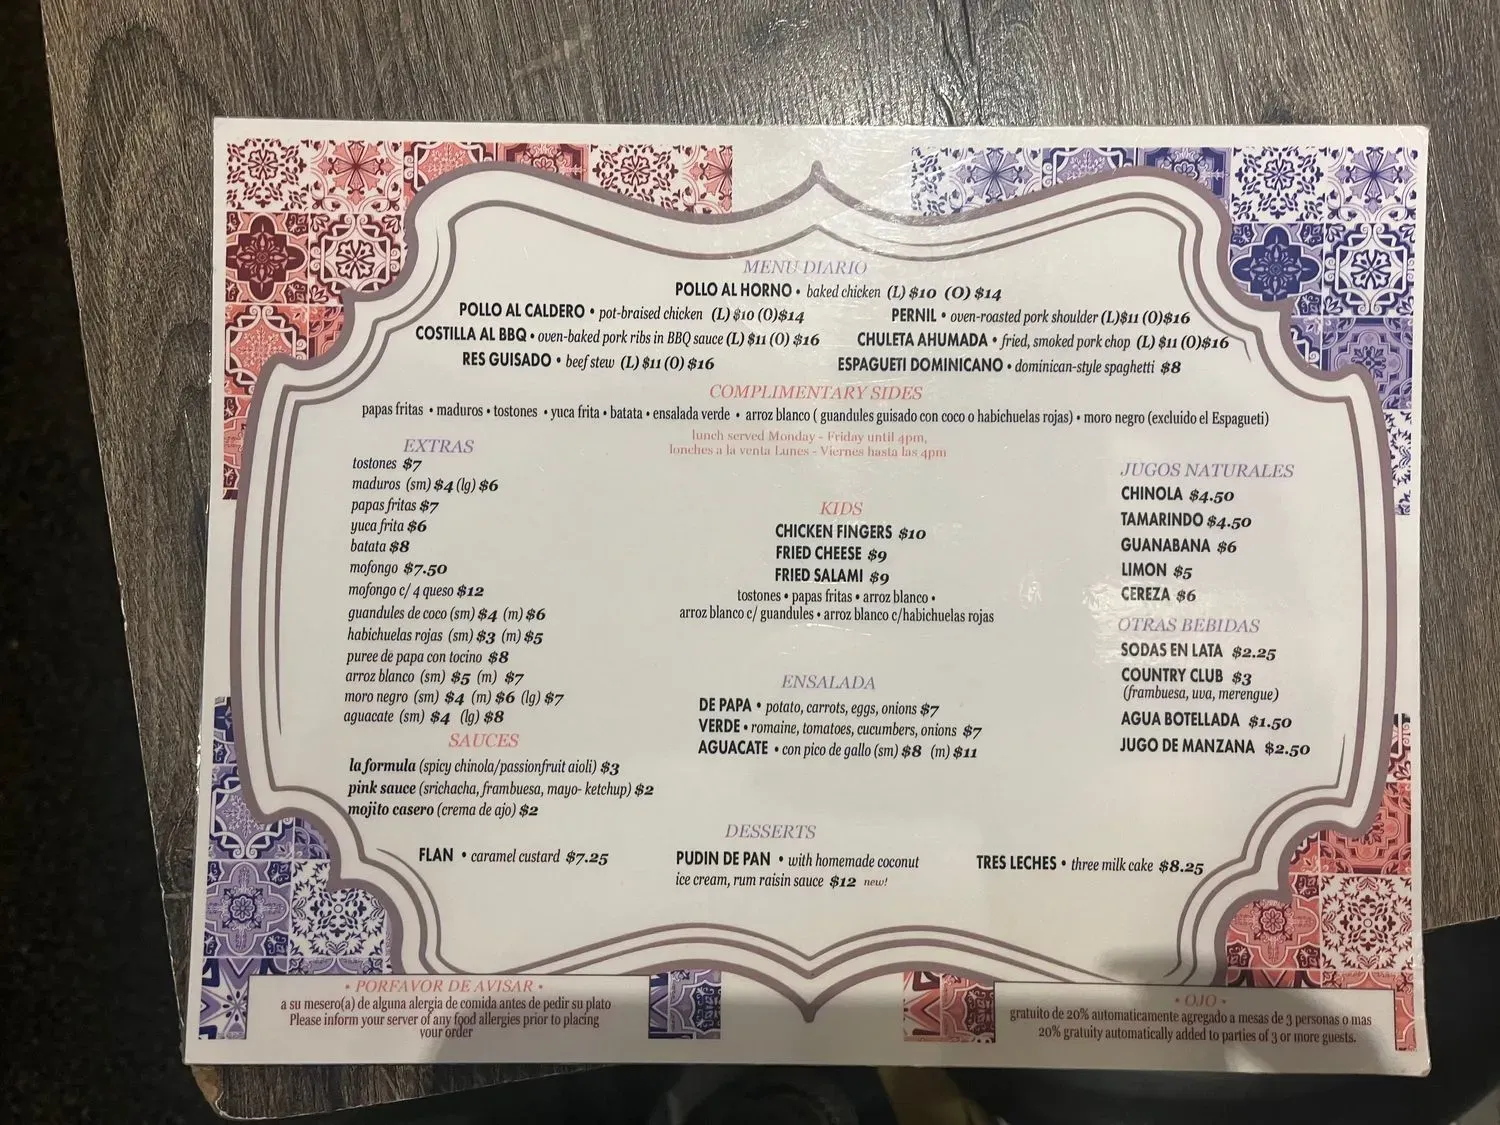 MENU DIARIO
POLLO AL HORNO • baked chicken (L) $10 (O) $14
POLLO AL CALDERO • pot-braised chicken (L) $10 (O)$14
PERNIL • oven-roasted pork shoulder (L)$11 (O)$16
COSTILLA AL BBQ • oven-baked pork ribs in BBQ sauce (L) $11 (O) $16
CHULETA AHUMADA • fried, smoked pork chop (L) $11 (O)$16
RES GUISADO • beef stew (L) $11 (O) $16
ESPAGUETI DOMINICANO • dominican-style spaghetti $8
COMPLIMENTARY SIDES
papas fritas • maduros • tostones • yuca frita • batata • ensalada verde • arroz blanco ( guandules guisado con coco o habichuelas rojas) • moro negro (excluido el Espagueti)
lunch served Monday - Friday until 4pm,
lonches a la venta Lunes - Viernes hasta las 4pm
EXTRAS
tostones $7
maduros (sm) $4 (lg) $6
papas fritas $7
yuca frita $6
batata $8
mofongo $7.50
mofongo c/ 4 queso $12
guandules de coco (sm) $4 (m) $6
habichuelas rojas (sm) $3 (m) $5
puree de papa con tocino $8
arroz blanco (sm) $5 (m) $7
moro negro (sm) $4 (m) $6 (lg) $7
aguacate (sm) $4 (lg) $8
SAUCES
la formula (spicy chinola/passionfruit aioli) $3
pink sauce (srichacha, frambuesa, mayo- ketchup) $2
mojito casero (crema de ajo) $2
KIDS
CHICKEN FINGERS $10
FRIED CHEESE $9
FRIED SALAMI $9
tostones • papas fritas • arroz blanco •
arroz blanco c/ guandules • arroz blanco c/habichuelas rojas
ENSALADA
DE PAPA • potato, carrots, eggs, onions $7
VERDE • romaine, tomatoes, cucumbers, onions $7
AGUACATE • con pico de gallo (sm) $8 (m) $11
JUGOS NATURALES
CHINOLA $4.50
TAMARINDO $4.50
GUANABANA $6
LIMON $5
CEREZA $6
OTRAS BEBIDAS
SODAS EN LATA $2.25
COUNTRY CLUB $3
(frambuesa, uva, merengue)
AGUA BOTELLADA $1.50
JUGO DE MANZANA $2.50
DESSERTS
FLAN • caramel custard $7.25
PUDIN DE PAN • with homemade coconut
ice cream, rum raisin sauce $12 new!
TRES LECHES • three milk cake $8.25
• PORFAVOR DE AVISAR •
a su mesero(a) de alguna alergia de comida antes de pedir su plato
Please inform your server of any food allergies prior to placing
your order
• OJO •
gratuito de 20% automaticamente agregado a mesas de 3 personas o mas
20% gratuity automatically added to parties of 3 or more guests.